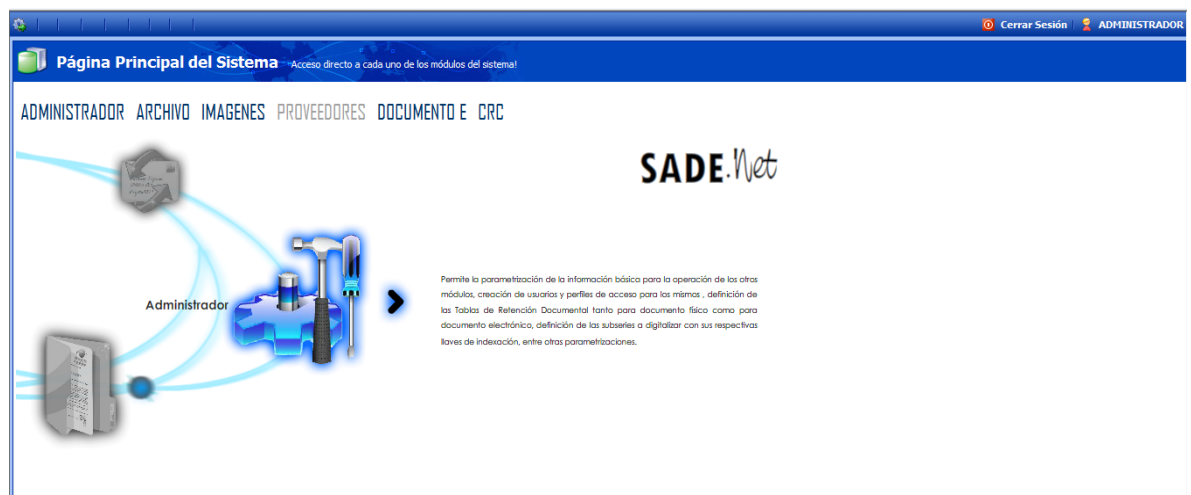 Cerrar Sesión ADMINISTRADOR
Página Principal del Sistema Acceso directo a cada uno de los módulos del sistema!
ADMINISTRADOR ARCHIVO IMAGENES PROVEEDORES DOCUMENTO E CRC
SADE.Net
Administrador
Permite la parametrización de la información básica para la operación de los otros
módulos, creación de usuarios y perfiles de acceso para los mismos , definición de
las Tablas de Retención Documental tanto para documento físico como para
documento electrónico, definición de las subseries a digitalizar con sus respectivas
llaves de indexación, entre otras parametrizaciones.